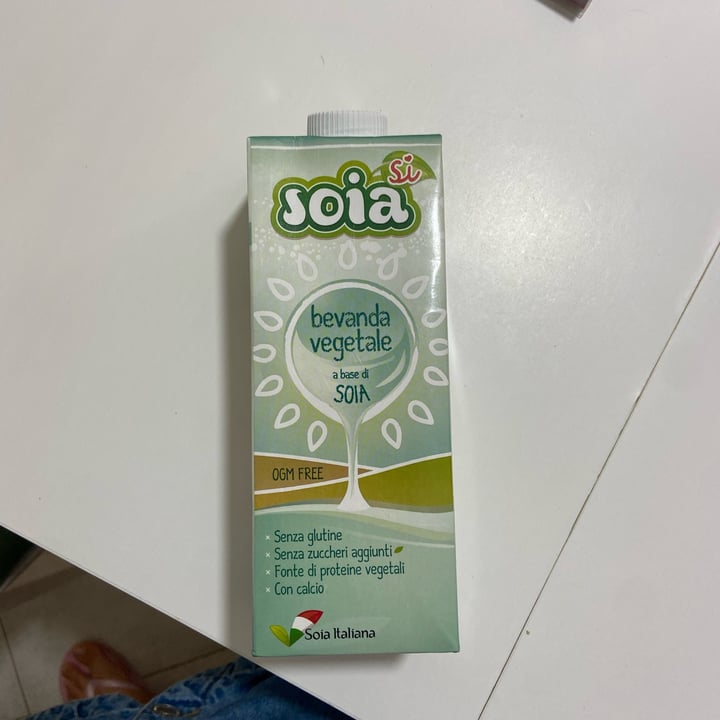 soia
Si
bevanda
vegetale
a base di
SOIA
OGM FREE
× Senza glutine
× Senza zuccheri aggiunti
× Fonte di proteine vegetali
× Con calcio
Soia Italiana